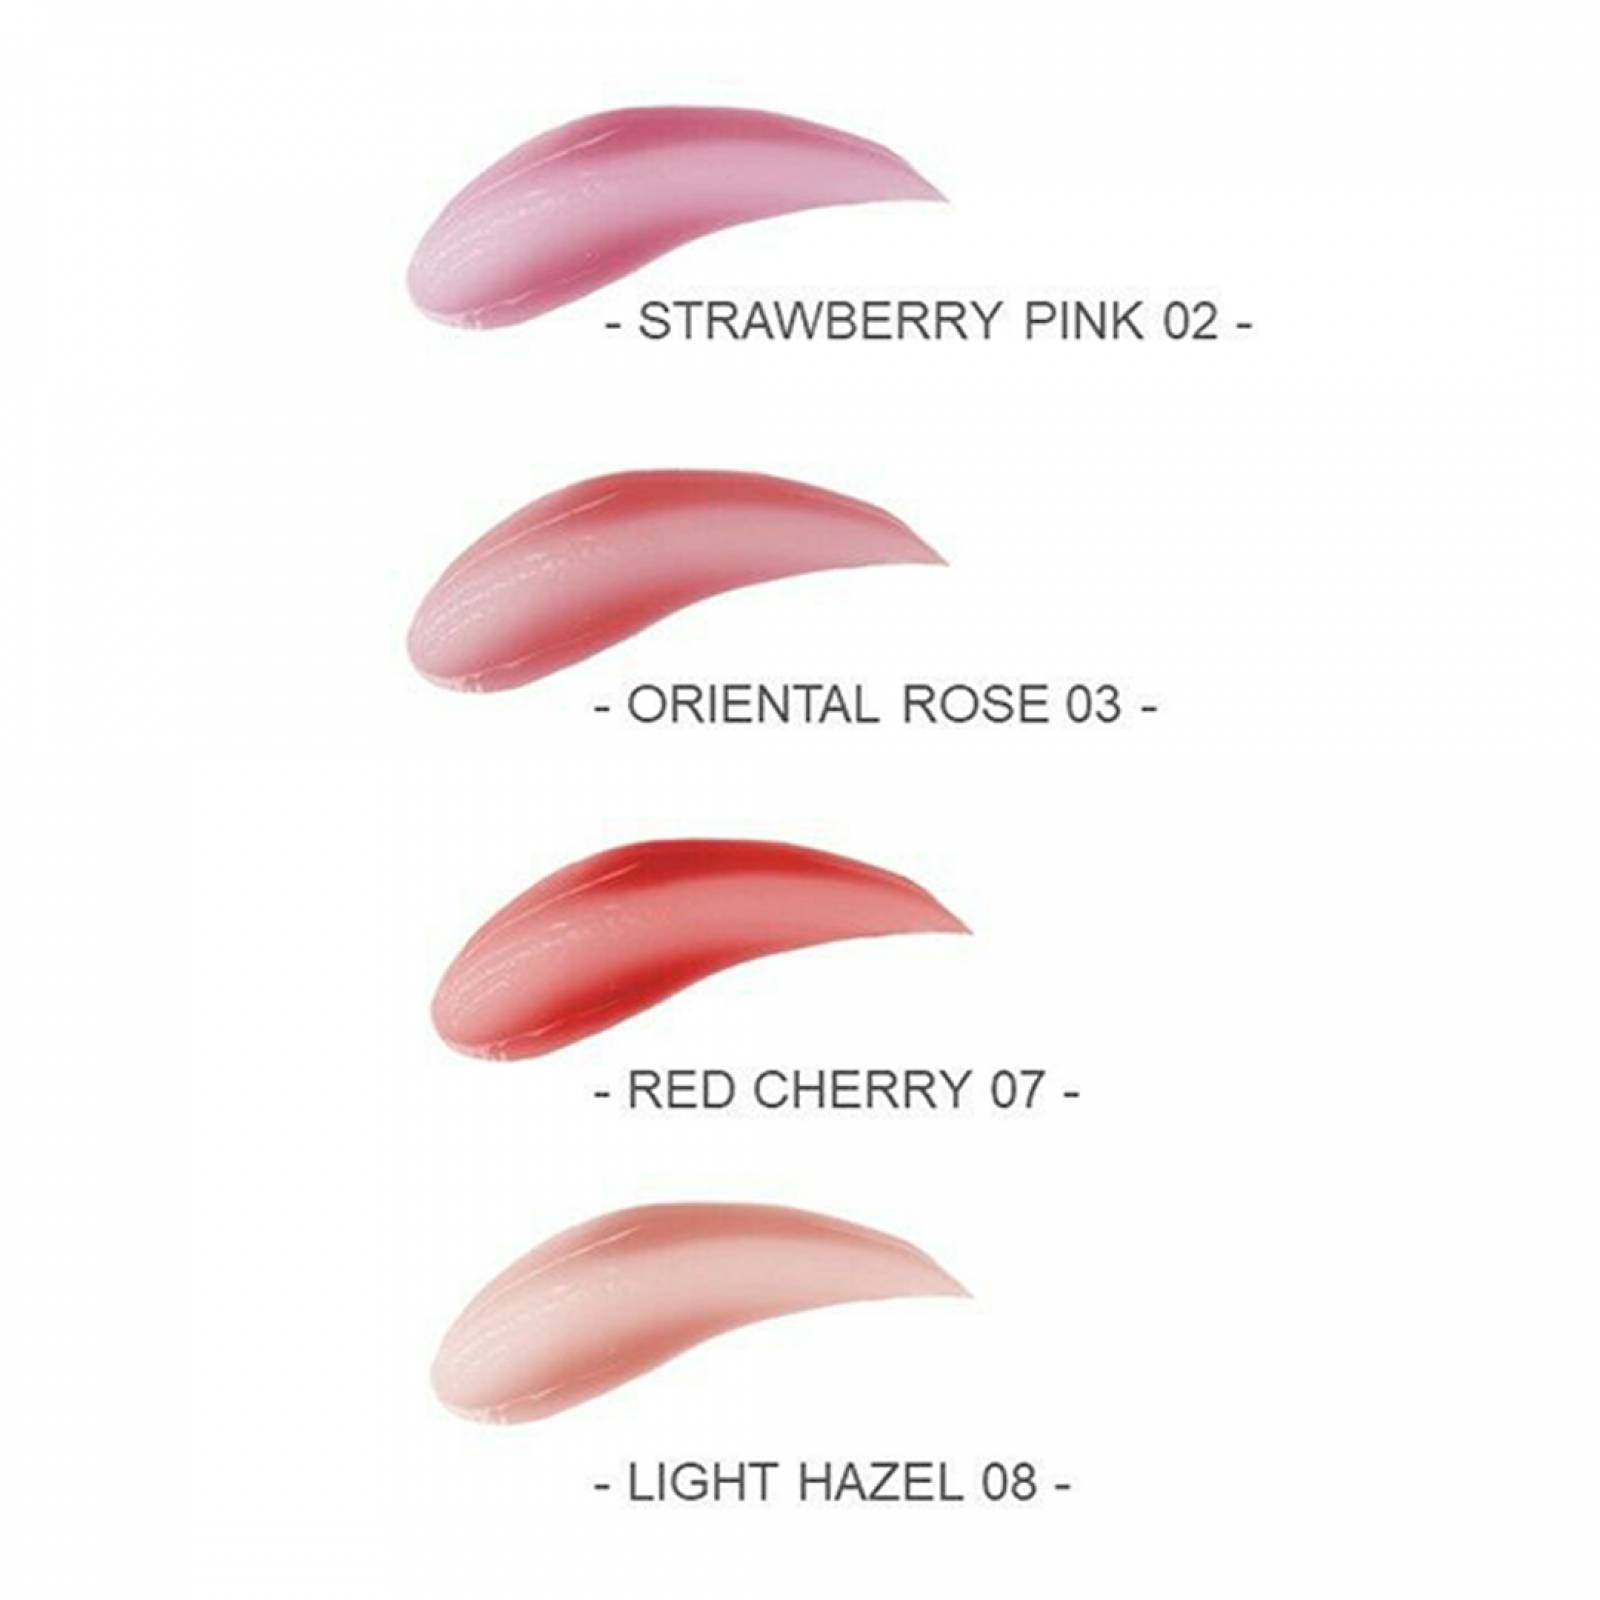 - STRAWBERRY PINK 02 -
- ORIENTAL ROSE 03 -
- RED CHERRY 07 -
- LIGHT HAZEL 08 -